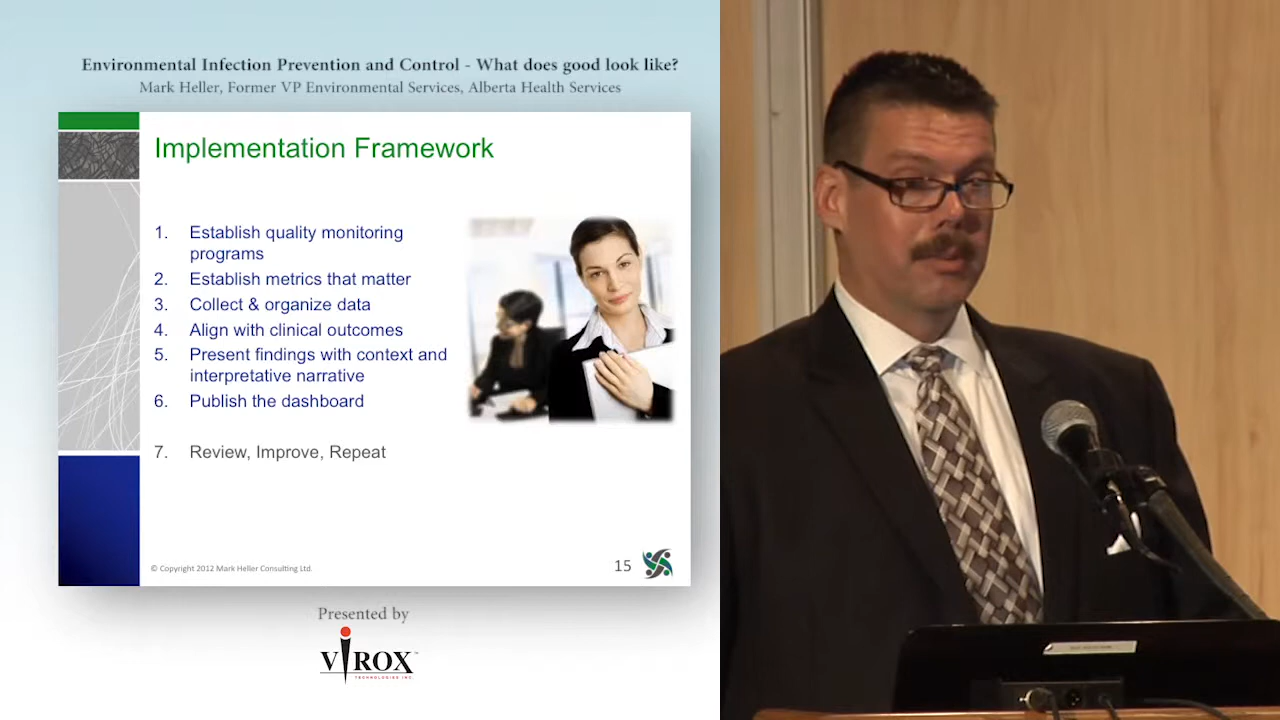 Environmental Infection Prevention and Control - What does good look like?
Mark Heller, Former VP Environmental Services, Alberta Health Services
Implementation Framework
1. Establish quality monitoring
programs
2. Establish metrics that matter
3. Collect & organize data
4. Align with clinical outcomes
5. Present findings with context and
interpretative narrative
6. Publish the dashboard
7. Review, Improve, Repeat
© Copyright 2012 Mark Heller Consulting Ltd.
15
Presented by
VIROX™
TECHNOLOGIES INC.